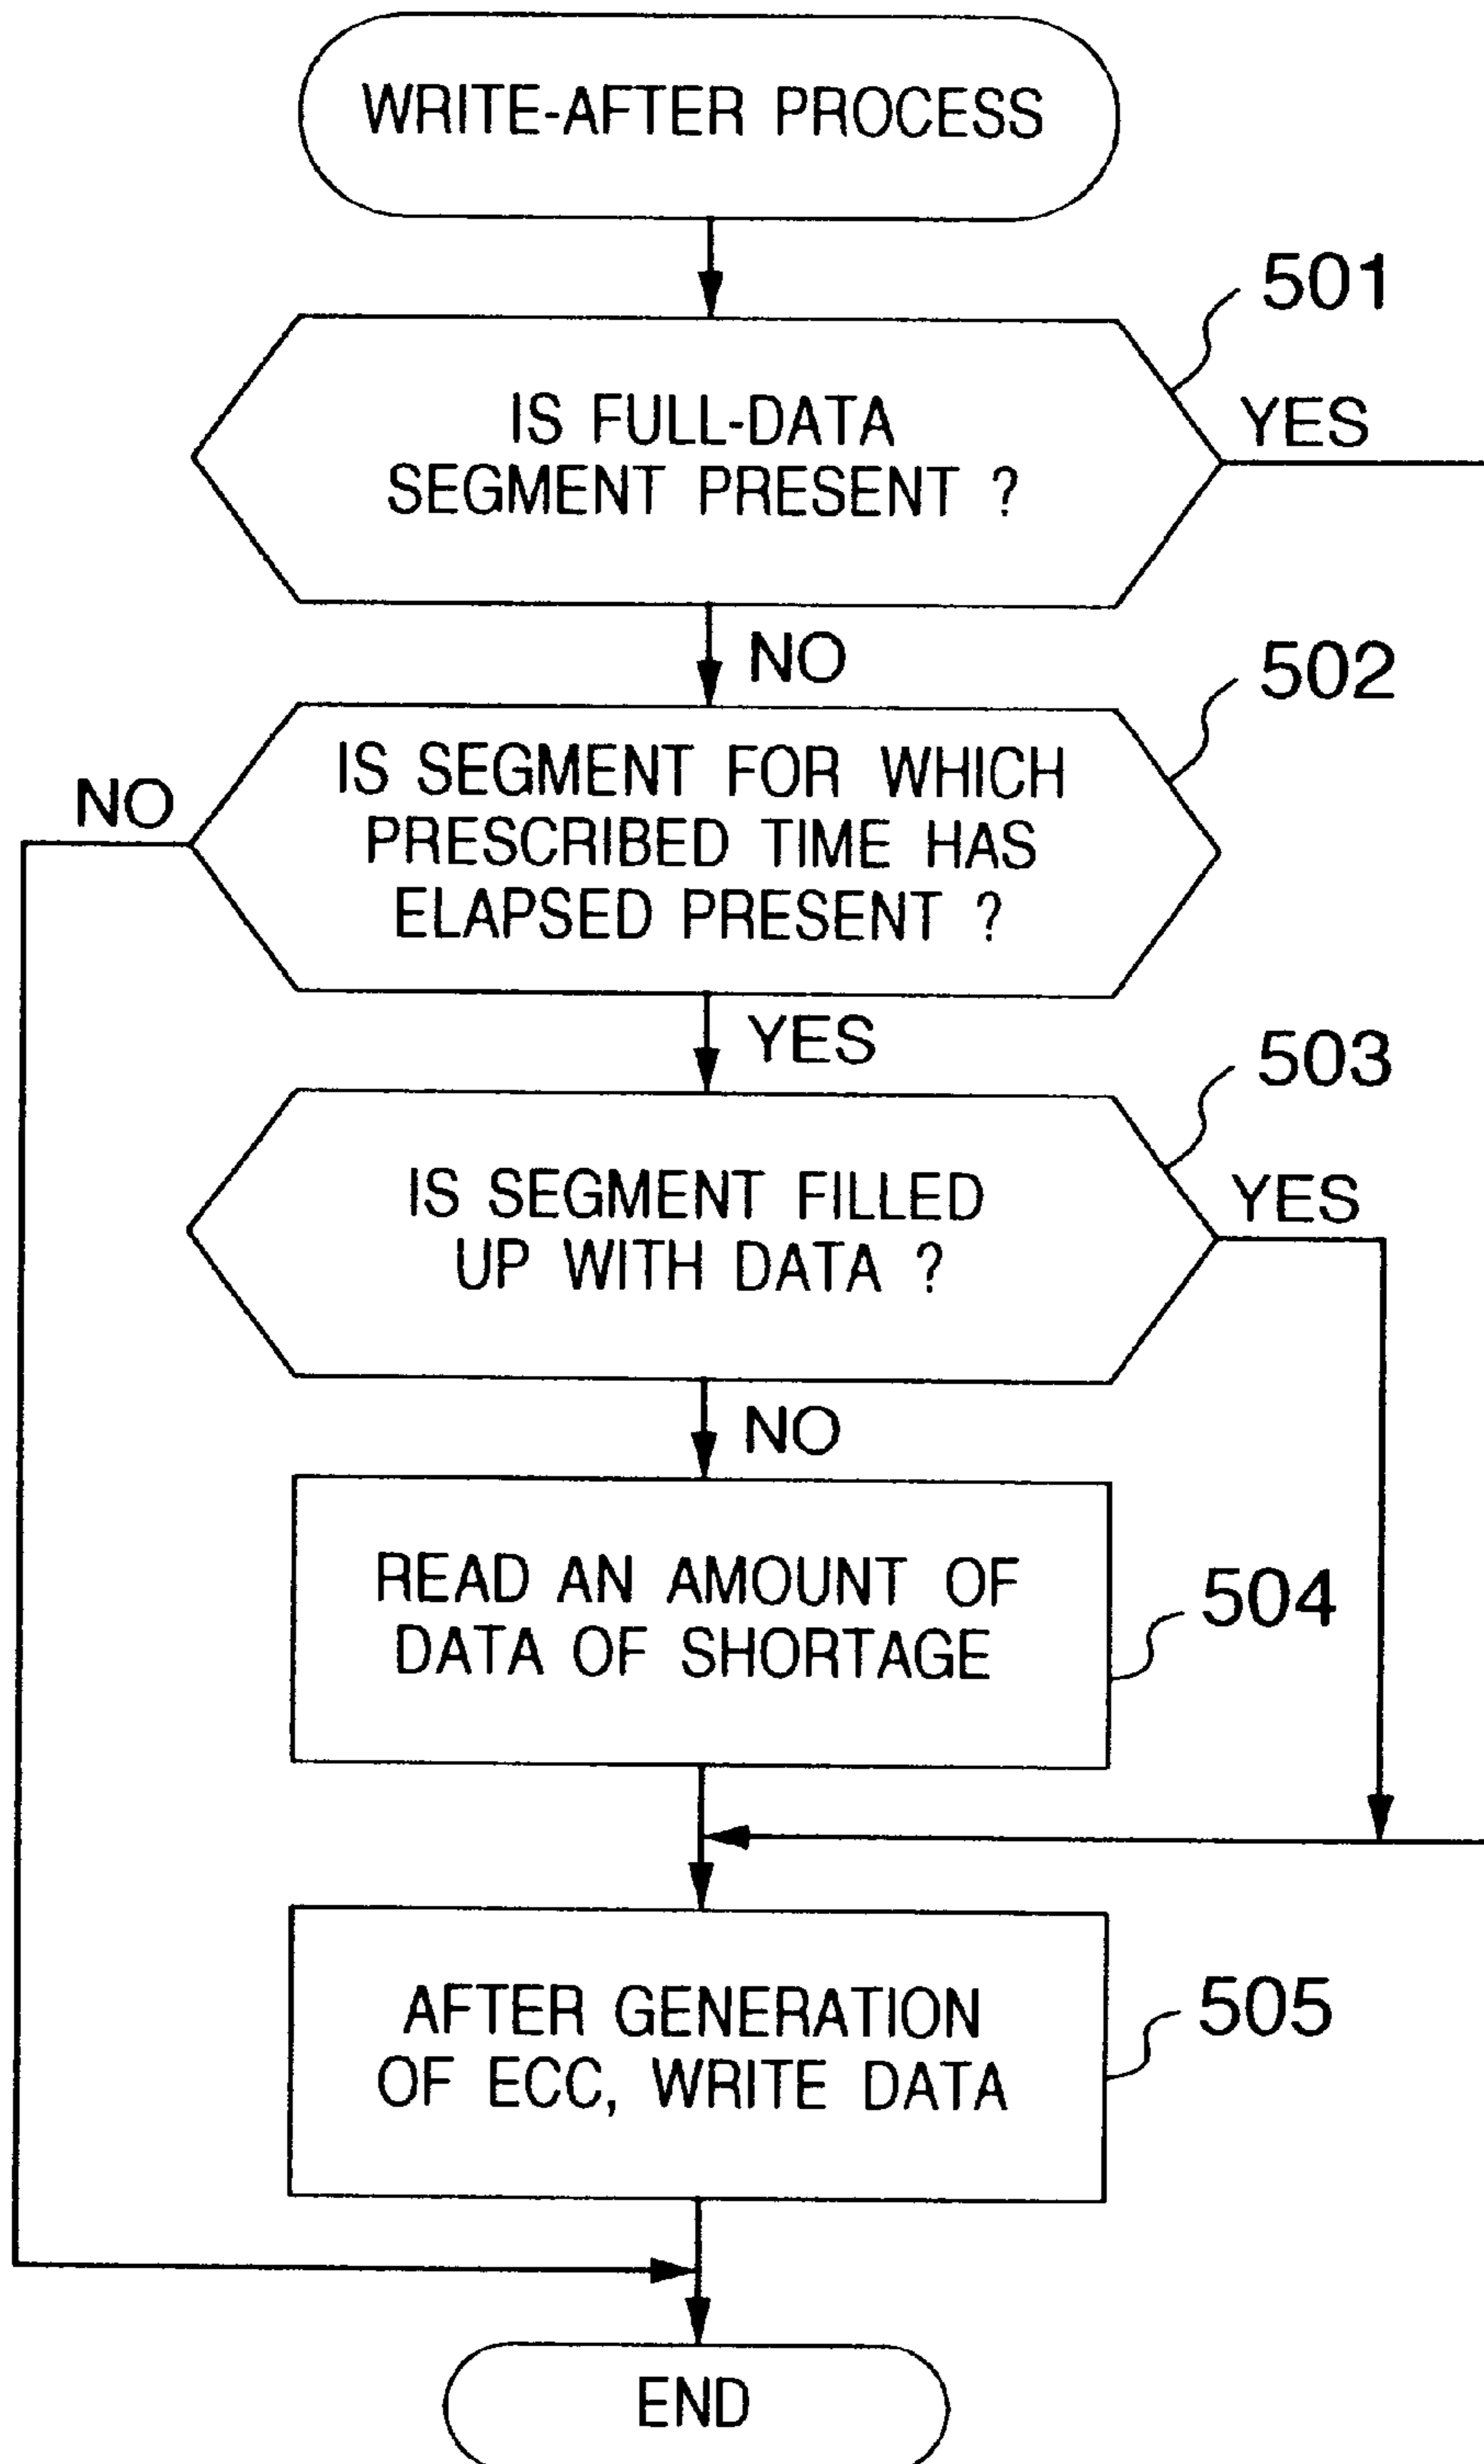 WRITE-AFTER PROCESS
501
IS FULL-DATA
SEGMENT PRESENT ?
YES
NO
502
IS SEGMENT FOR WHICH
PRESCRIBED TIME HAS
ELAPSED PRESENT ?
NO
YES
503
IS SEGMENT FILLED
UP WITH DATA ?
YES
NO
READ AN AMOUNT OF
DATA OF SHORTAGE
504
AFTER GENERATION
OF ECC, WRITE DATA
505
END